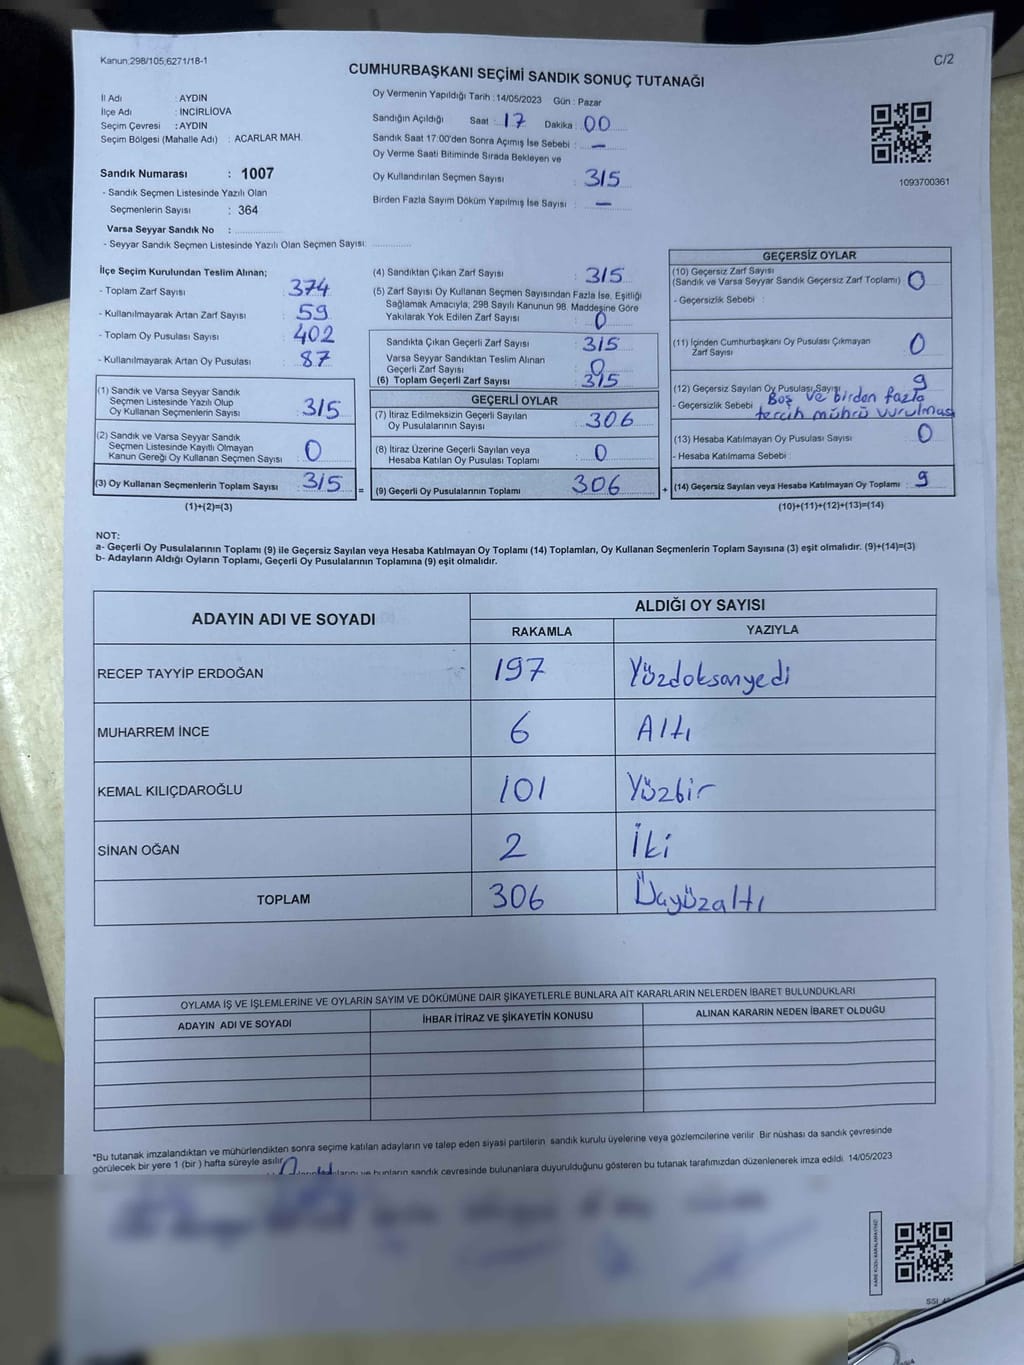 Kanun;298/105;6271/18-1
C/2
CUMHURBAŞKANI SEÇİMİ SANDIK SONUÇ TUTANAĞI
İl Adı : AYDIN
İlçe Adı : İNCİRLİOVA
Seçim Çevresi : AYDIN
Seçim Bölgesi (Mahalle Adı) : ACARLAR MAH.
Sandık Numarası : 1007
- Sandık Seçmen Listesinde Yazılı Olan
Seçmenlerin Sayısı : 364
Varsa Seyyar Sandık No :
- Seyyar Sandık Seçmen Listesinde Yazılı Olan Seçmen Sayısı:
Oy Vermenin Yapıldığı Tarih : 14/05/2023 Gün : Pazar
Sandığın Açıldığı Saat : 17 Dakika : 00
Sandık Saat 17:00'den Sonra Açımış İse Sebebi : —
Oy Verme Saati Bitiminde Sırada Bekleyen ve
Oy Kullandırılan Seçmen Sayısı : 315
Birden Fazla Sayım Döküm Yapılmış İse Sayısı : —
1093700361
İlçe Seçim Kurulundan Teslim Alınan;
- Toplam Zarf Sayısı : 374
- Kullanılmayarak Artan Zarf Sayısı : 59
- Toplam Oy Pusulası Sayısı : 402
- Kullanılmayarak Artan Oy Pusulası : 87
(1) Sandık ve Varsa Seyyar Sandık
Seçmen Listesinde Yazılı Olup
Oy Kullanan Seçmenlerin Sayısı : 315
(2) Sandık ve Varsa Seyyar Sandık
Seçmen Listesinde Kayıtlı Olmayan
Kanun Gereği Oy Kullanan Seçmen Sayısı : 0
(3) Oy Kullanan Seçmenlerin Toplam Sayısı : 315 =
(1)+(2)=(3)
(4) Sandıktan Çıkan Zarf Sayısı : 315
(5) Zarf Sayısı Oy Kullanan Seçmen Sayısından Fazla İse, Eşitliği
Sağlamak Amacıyla; 298 Sayılı Kanunun 98. Maddesine Göre
Yakılarak Yok Edilen Zarf Sayısı : 0
Sandıkta Çıkan Geçerli Zarf Sayısı : 315
Varsa Seyyar Sandıktan Teslim Alınan
Geçerli Zarf Sayısı : 0
(6) Toplam Geçerli Zarf Sayısı : 315
GEÇERLİ OYLAR
(7) İtiraz Edilmeksizin Geçerli Sayılan
Oy Pusulalarının Sayısı : 306
(8) İtiraz Üzerine Geçerli Sayılan veya
Hesaba Katılan Oy Pusulası Toplamı : 0
(9) Geçerli Oy Pusulalarının Toplamı 306 +
GEÇERSİZ OYLAR
(10) Geçersiz Zarf Sayısı
(Sandık ve Varsa Seyyar Sandık Geçersiz Zarf Toplamı) : 0
- Geçersizlik Sebebi :
(11) İçinden Cumhurbaşkanı Oy Pusulası Çıkmayan
Zarf Sayısı : 0
(12) Geçersiz Sayılan Oy Pusulası Sayısı 9
- Geçersizlik Sebebi : Boş ve birden fazla
tercih mührü vurulması
(13) Hesaba Katılmayan Oy Pusulası Sayısı : 0
- Hesaba Katılmama Sebebi :
(14) Geçersiz Sayılan veya Hesaba Katılmayan Oy Toplamı : 9
(10)+(11)+(12)+(13)=(14)
NOT:
a- Geçerli Oy Pusulalarının Toplamı (9) ile Geçersiz Sayılan veya Hesaba Katılmayan Oy Toplamı (14) Toplamları, Oy Kullanan Seçmenlerin Toplam Sayısına (3) eşit olmalıdır. (9)+(14)=(3)
b- Adayların Aldığı Oyların Toplamı, Geçerli Oy Pusulalarının Toplamına (9) eşit olmalıdır.
ADAYIN ADI VE SOYADI
ALDIĞI OY SAYISI
RAKAMLA YAZIYLA
RECEP TAYYİP ERDOĞAN 197 Yüzdoksanyedi
MUHARREM İNCE 6 Altı
KEMAL KILIÇDAROĞLU 101 Yüzbir
SİNAN OĞAN 2 İki
TOPLAM 306 Üçyüzaltı
OYLAMA İŞ VE İŞLEMLERİNE VE OYLARIN SAYIM VE DÖKÜMÜNE DAİR ŞİKAYETLERLE BUNLARA AİT KARARLARIN NELERDEN İBARET BULUNDUKLARI
ADAYIN ADI VE SOYADI İHBAR İTİRAZ VE ŞİKAYETİN KONUSU ALINAN KARARIN NEDEN İBARET OLDUĞU
*Bu tutanak imzalandıktan ve mühürlendikten sonra seçime katılan adayların ve talep eden siyasi partilerin sandık kurulu üyelerine veya gözlemcilerine verilir Bir nüshası da sandık çevresinde
görülecek bir yere 1 (bir ) hafta süreyle asılır.
ve bunların sandık çevresinde bulunanlara duyurulduğunu gösteren bu tutanak tarafımızdan düzenlenerek imza edildi. 14/05/2023